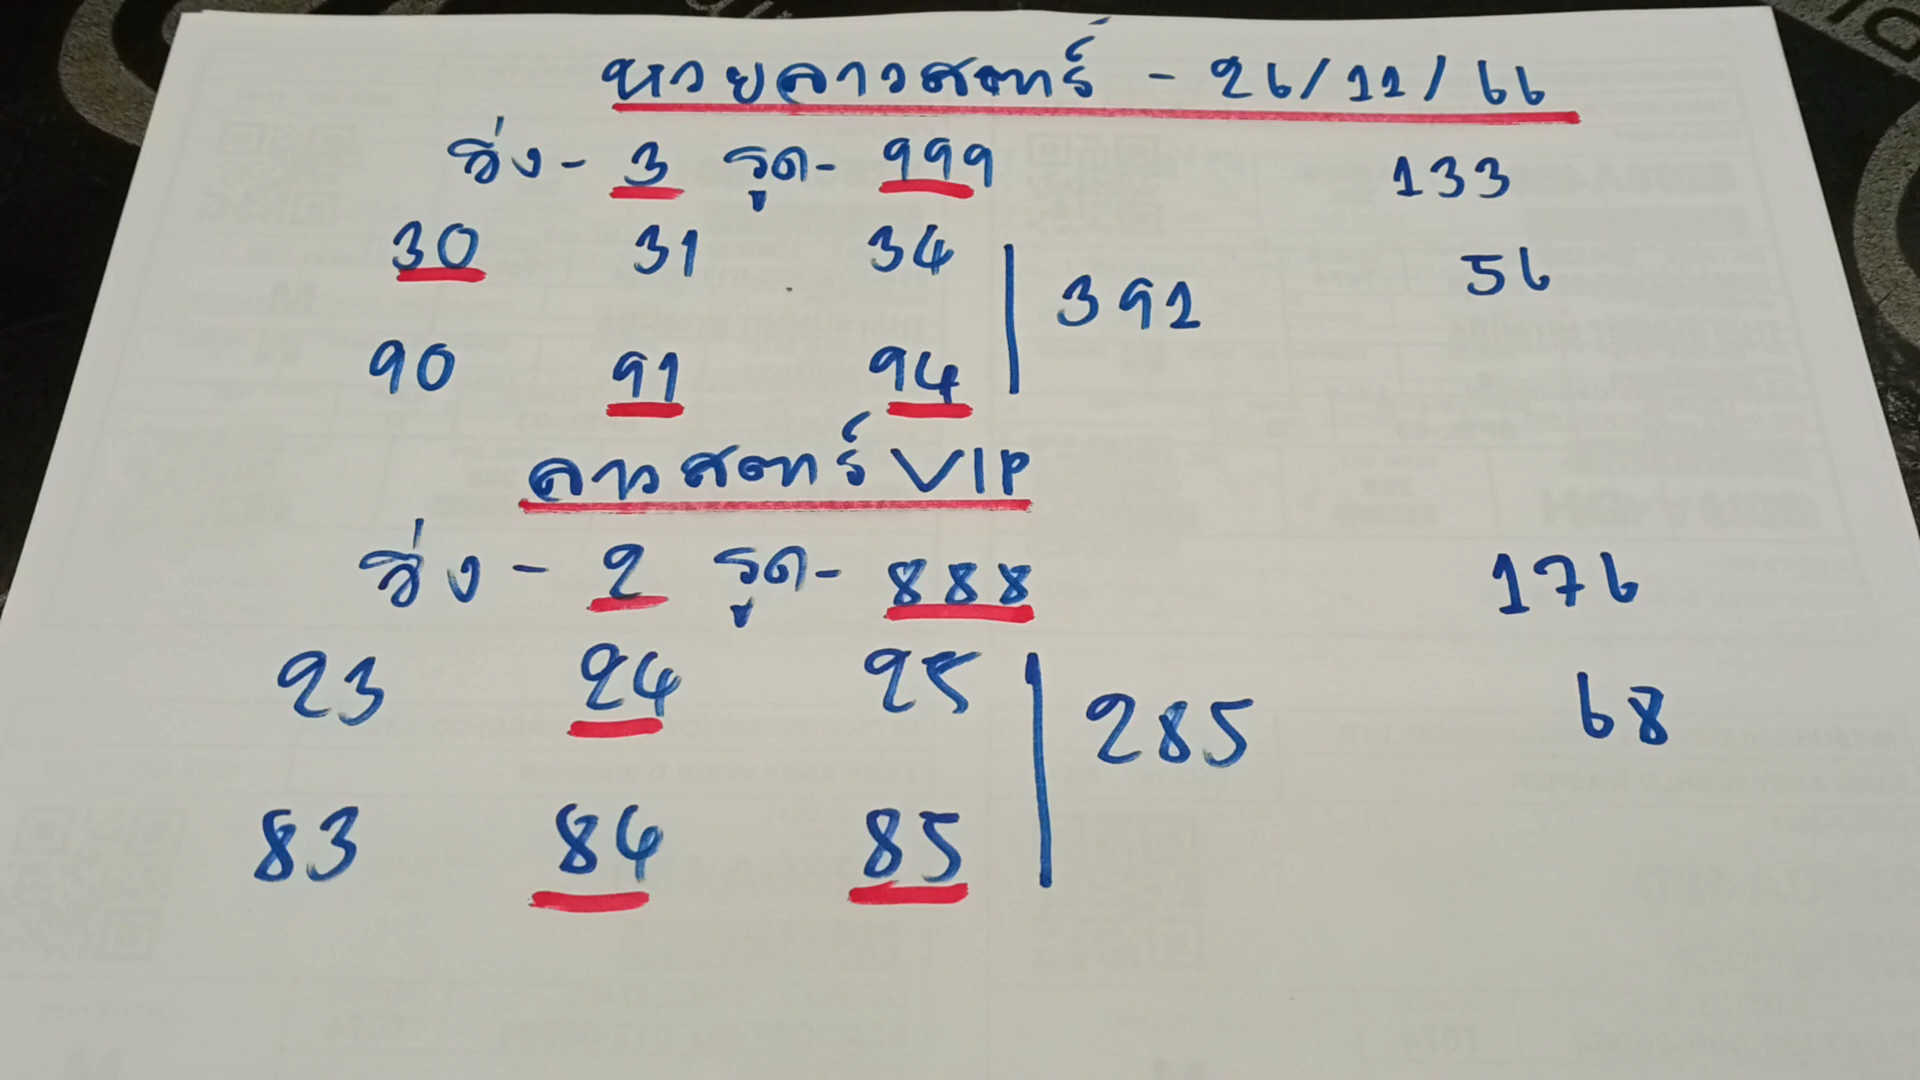 หวยลาวสตาร์ - 26/11/66
วิ่ง - 3 รูด - 999
133
30 31 34
56
392
90 91 94
ลาวสตาร์ VIP
วิ่ง - 2 รูด - 888
176
23 24 25
68
285
83 84 85